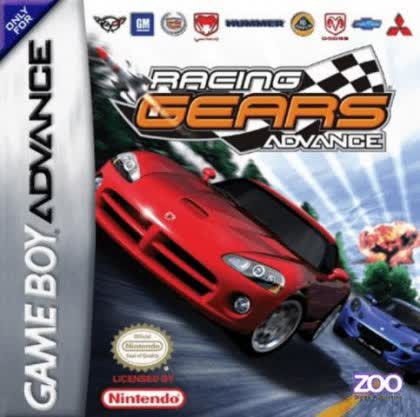 ONLY
FOR
GM
HUMMER
DODGE
RACING
GEARS
ADVANCE
GAME BOY ADVANCE
Official
Nintendo
Seal of Quality
LICENSED BY
Nintendo
ZOO